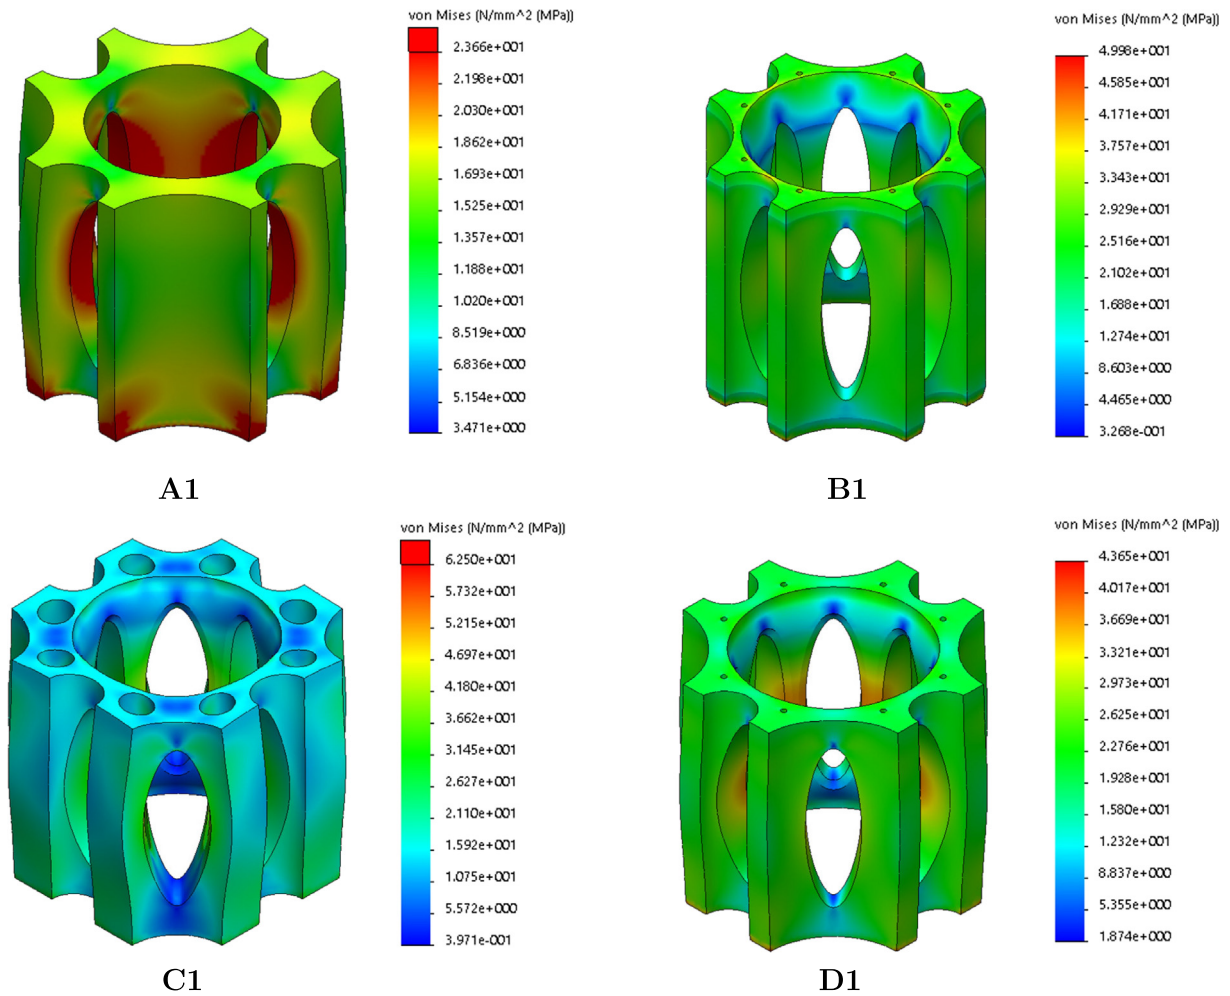 von Mises (N/mm^2 (MPa))
2.366e+001
2.198e+001
2.030e+001
1.862e+001
1.693e+001
1.525e+001
1.357e+001
1.188e+001
1.020e+001
8.519e+000
6.836e+000
5.154e+000
3.471e+000
A1
von Mises (N/mm^2 (MPa))
4.998e+001
4.585e+001
4.171e+001
3.757e+001
3.343e+001
2.929e+001
2.516e+001
2.102e+001
1.688e+001
1.274e+001
8.603e+000
4.465e+000
3.268e-001
B1
von Mises (N/mm^2 (MPa))
6.250e+001
5.732e+001
5.215e+001
4.697e+001
4.180e+001
3.662e+001
3.145e+001
2.627e+001
2.110e+001
1.592e+001
1.075e+001
5.572e+000
3.971e-001
C1
von Mises (N/mm^2 (MPa))
4.365e+001
4.017e+001
3.669e+001
3.321e+001
2.973e+001
2.625e+001
2.276e+001
1.928e+001
1.580e+001
1.232e+001
8.837e+000
5.355e+000
1.874e+000
D1